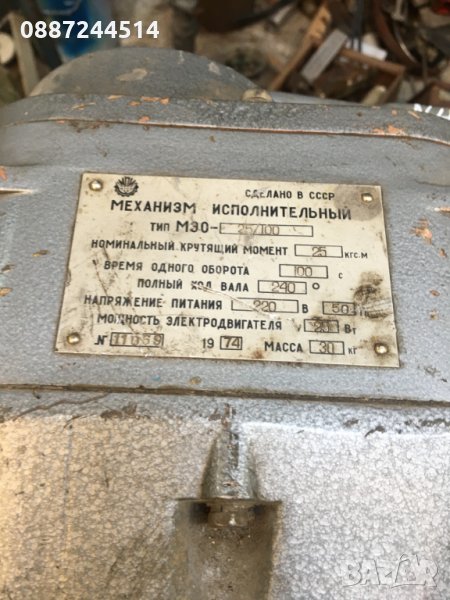 0887244514
СДЕЛАНО В СССР
МЕХАНИЗМ ИСПОЛНИТЕЛЬНЫЙ
ТИП МЭО- 25/100
НОМИНАЛЬНЫЙ КРУТЯЩИЙ МОМЕНТ 25 КГС.М
ВРЕМЯ ОДНОГО ОБОРОТА 100 С
ПОЛНЫЙ ХОД ВАЛА 240 °
НАПРЯЖЕНИЕ ПИТАНИЯ 220 В 50 Гц
МОЩНОСТЬ ЭЛЕКТРОДВИГАТЕЛЯ Вт
№ 19 74 МАССА 30 кг
BAZAR